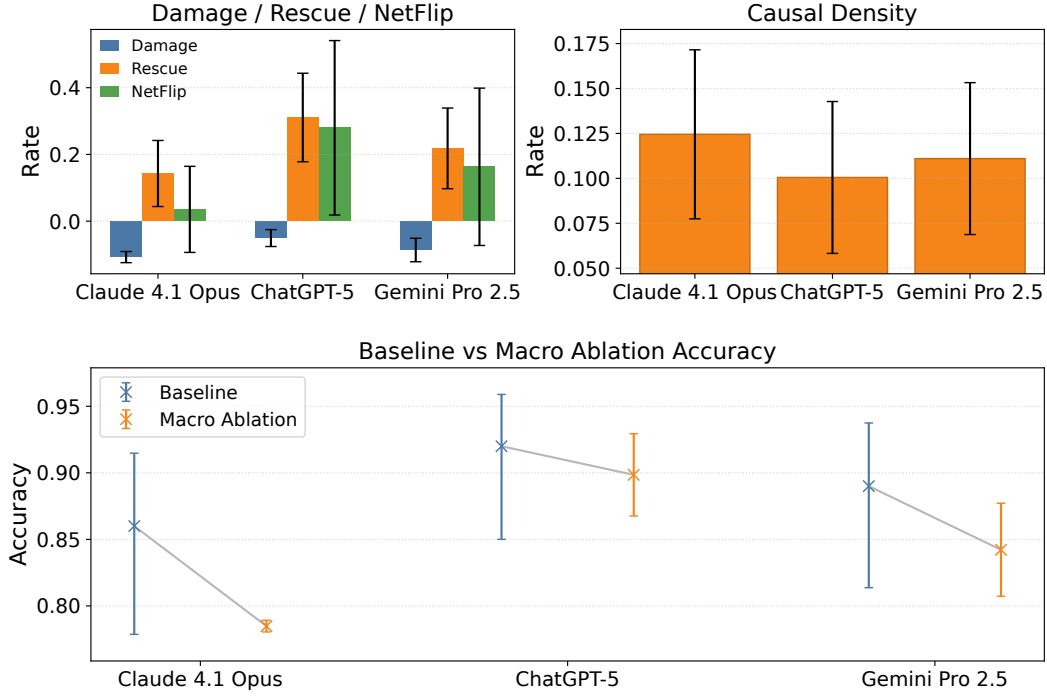 Damage / Rescue / NetFlip
Damage
Rescue
NetFlip
Rate
0.4
0.2
0.0
Claude 4.1 Opus
ChatGPT-5
Gemini Pro 2.5
Causal Density
Rate
0.175
0.150
0.125
0.100
0.075
0.050
Claude 4.1 Opus
ChatGPT-5
Gemini Pro 2.5
Baseline vs Macro Ablation Accuracy
Baseline
Macro Ablation
Accuracy
0.95
0.90
0.85
0.80
Claude 4.1 Opus
ChatGPT-5
Gemini Pro 2.5